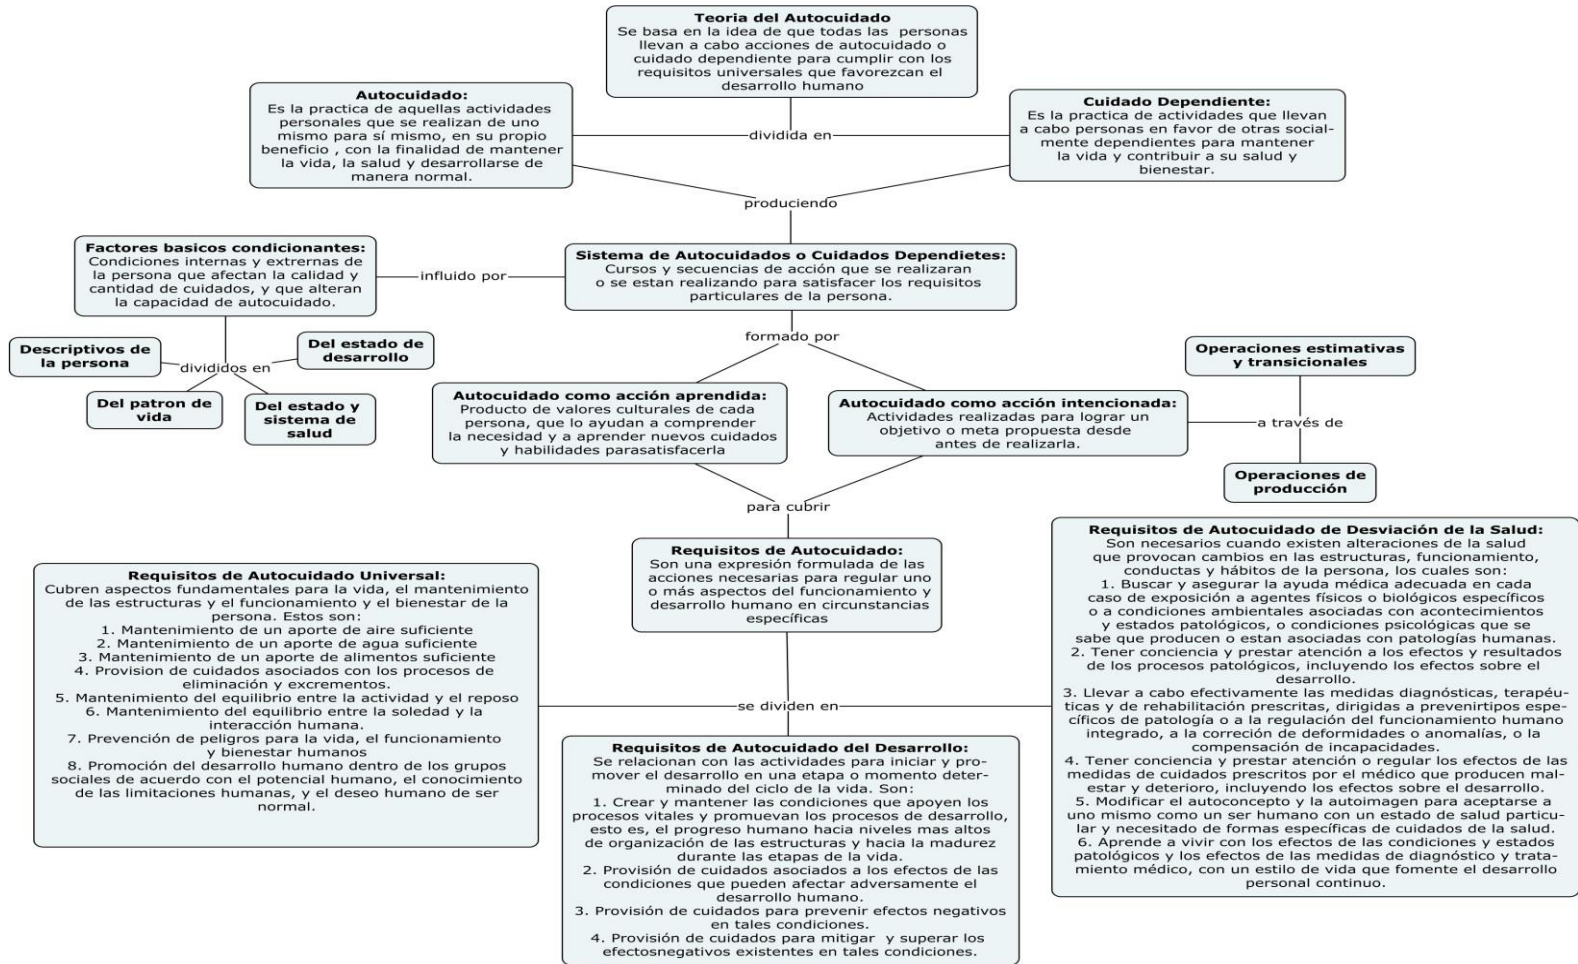 Teoria del Autocuidado
Se basa en la idea de que todas las personas
llevan a cabo acciones de autocuidado o
cuidado dependiente para cumplir con los
requisitos universales que favorezcan el
desarrollo humano
Autocuidado:
Es la practica de aquellas actividades
personales que se realizan de uno
mismo para sí mismo, en su propio
beneficio , con la finalidad de mantener
la vida, la salud y desarrollarse de
manera normal.
dividida en
Cuidado Dependiente:
Es la practica de actividades que llevan
a cabo personas en favor de otras social-
mente dependientes para mantener
la vida y contribuir a su salud y
bienestar.
produciendo
Factores basicos condicionantes:
Condiciones internas y extrernas de
la persona que afectan la calidad y
cantidad de cuidados, y que alteran
la capacidad de autocuidado.
influido por
Sistema de Autocuidados o Cuidados Dependietes:
Cursos y secuencias de acción que se realizaran
o se estan realizando para satisfacer los requisitos
particulares de la persona.
Descriptivos de
la persona
divididos en
Del estado de
desarrollo
Del patron de
vida
Del estado y
sistema de
salud
formado por
Autocuidado como acción aprendida:
Producto de valores culturales de cada
persona, que lo ayudan a comprender
la necesidad y a aprender nuevos cuidados
y habilidades parasatisfacerla
Autocuidado como acción intencionada:
Actividades realizadas para lograr un
objetivo o meta propuesta desde
antes de realizarla.
Operaciones estimativas
y transicionales
a través de
Operaciones de
producción
para cubrir
Requisitos de Autocuidado:
Son una expresión formulada de las
acciones necesarias para regular uno
o más aspectos del funcionamiento y
desarrollo humano en circunstancias
específicas
se dividen en
Requisitos de Autocuidado Universal:
Cubren aspectos fundamentales para la vida, el mantenimiento
de las estructuras y el funcionamiento y el bienestar de la
persona. Estos son:
1. Mantenimiento de un aporte de aire suficiente
2. Mantenimiento de un aporte de agua suficiente
3. Mantenimiento de un aporte de alimentos suficiente
4. Provision de cuidados asociados con los procesos de
eliminación y excrementos.
5. Mantenimiento del equilibrio entre la actividad y el reposo
6. Mantenimiento del equilibrio entre la soledad y la
interacción humana.
7. Prevención de peligros para la vida, el funcionamiento
y bienestar humanos
8. Promoción del desarrollo humano dentro de los grupos
sociales de acuerdo con el potencial humano, el conocimiento
de las limitaciones humanas, y el deseo humano de ser
normal.
Requisitos de Autocuidado del Desarrollo:
Se relacionan con las actividades para iniciar y pro-
mover el desarrollo en una etapa o momento deter-
minado del ciclo de la vida. Son:
1. Crear y mantener las condiciones que apoyen los
procesos vitales y promuevan los procesos de desarrollo,
esto es, el progreso humano hacia niveles mas altos
de organización de las estructuras y hacia la madurez
durante las etapas de la vida.
2. Provisión de cuidados asociados a los efectos de las
condiciones que pueden afectar adversamente el
desarrollo humano.
3. Provisión de cuidados para prevenir efectos negativos
en tales condiciones.
4. Provisión de cuidados para mitigar y superar los
efectosnegativos existentes en tales condiciones.
Requisitos de Autocuidado de Desviación de la Salud:
Son necesarios cuando existen alteraciones de la salud
que provocan cambios en las estructuras, funcionamiento,
conductas y hábitos de la persona, los cuales son:
1. Buscar y asegurar la ayuda médica adecuada en cada
caso de exposición a agentes físicos o biológicos específicos
o a condiciones ambientales asociadas con acontecimientos
y estados patológicos, o condiciones psicológicas que se
sabe que producen o estan asociadas con patologías humanas.
2. Tener conciencia y prestar atención a los efectos y resultados
de los procesos patológicos, incluyendo los efectos sobre el
desarrollo.
3. Llevar a cabo efectivamente las medidas diagnósticas, terapéu-
ticas y de rehabilitación prescritas, dirigidas a prevenirtipos espe-
cíficos de patología o a la regulación del funcionamiento humano
integrado, a la correción de deformidades o anomalías, o la
compensación de incapacidades.
4. Tener conciencia y prestar atención o regular los efectos de las
medidas de cuidados prescritos por el médico que producen mal-
estar y deterioro, incluyendo los efectos sobre el desarrollo.
5. Modificar el autoconcepto y la autoimagen para aceptarse a
uno mismo como un ser humano con un estado de salud particu-
lar y necesitado de formas específicas de cuidados de la salud.
6. Aprende a vivir con los efectos de las condiciones y estados
patológicos y los efectos de las medidas de diagnóstico y trata-
miento médico, con un estilo de vida que fomente el desarrollo
personal continuo.